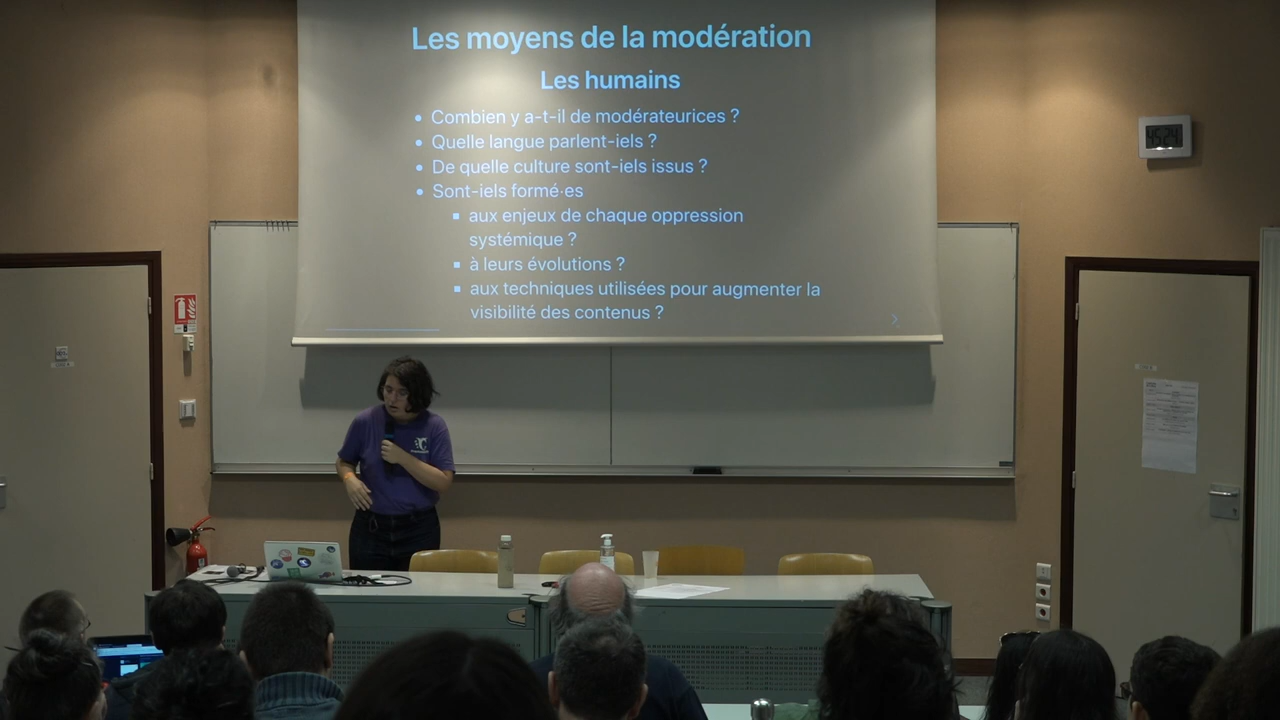 Les moyens de la modération
Les humains
• Combien y a-t-il de modérateurices ?
• Quelle langue parlent-iels ?
• De quelle culture sont-iels issus ?
• Sont-iels formé·es
▪ aux enjeux de chaque oppression
systémique ?
▪ à leurs évolutions ?
▪ aux techniques utilisées pour augmenter la
visibilité des contenus ?